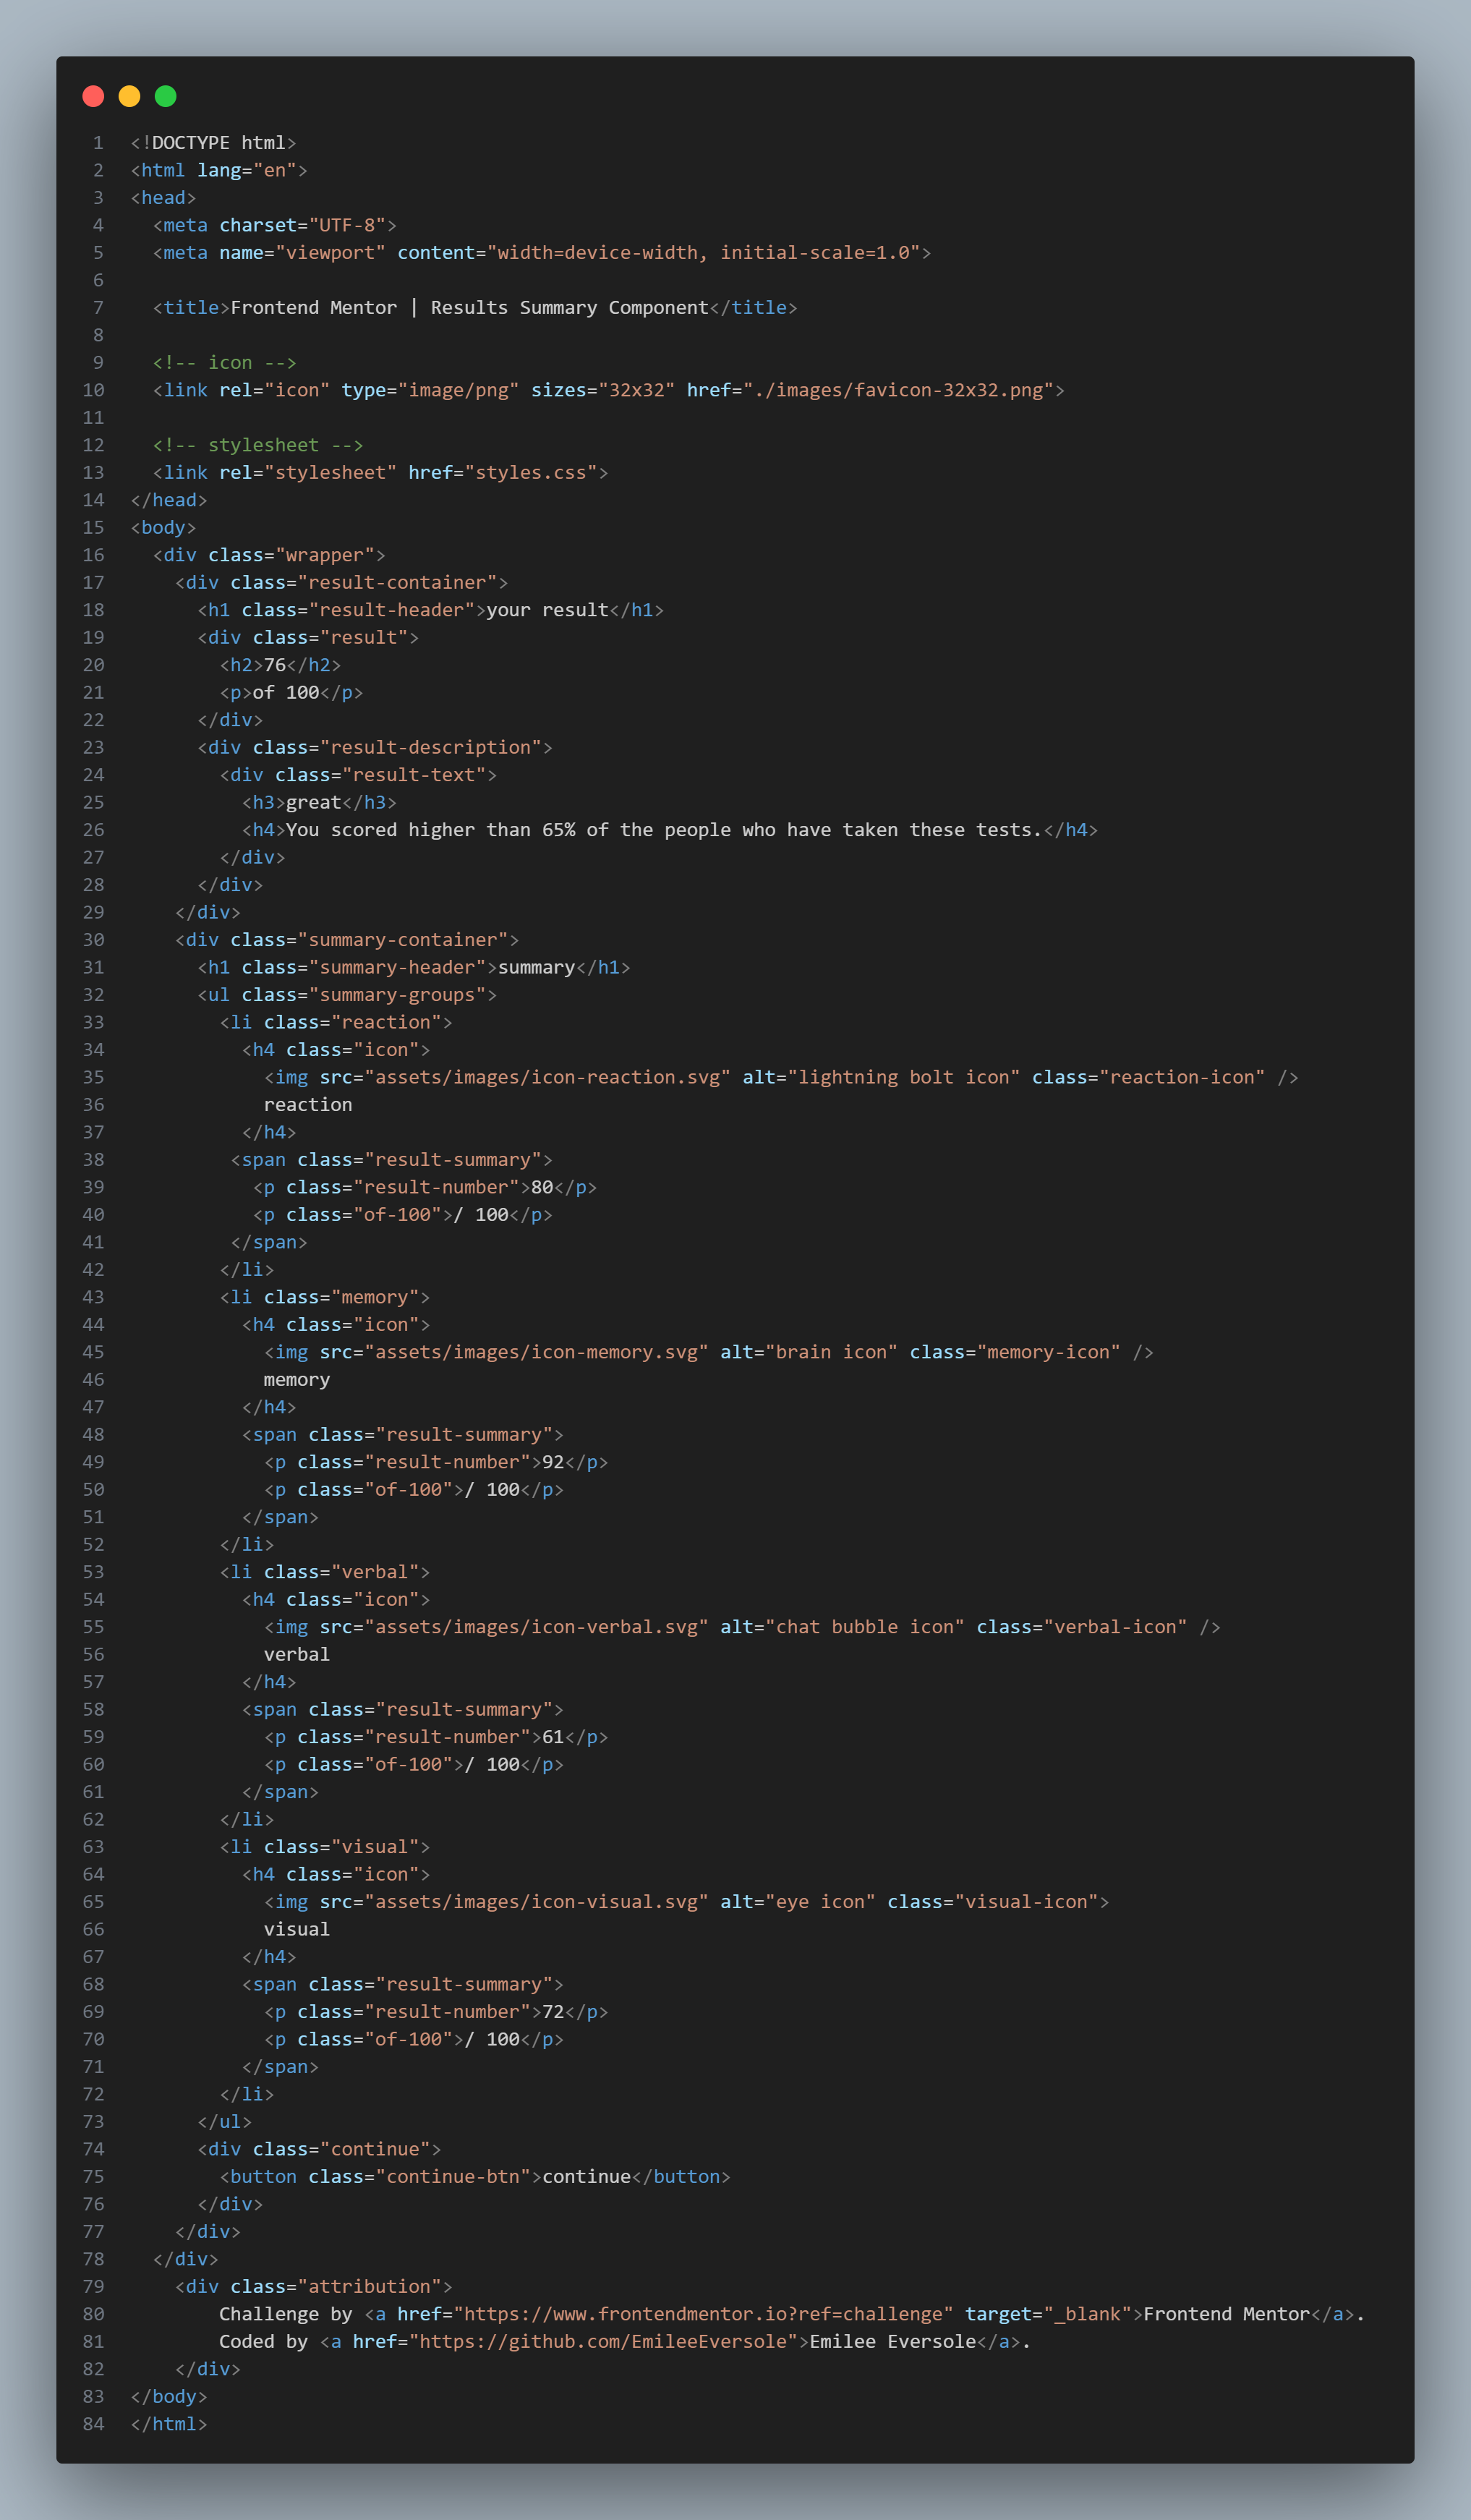 1 <!DOCTYPE html>
2 <html lang="en">
3 <head>
4   <meta charset="UTF-8">
5   <meta name="viewport" content="width=device-width, initial-scale=1.0">
6
7   <title>Frontend Mentor | Results Summary Component</title>
8
9   <!-- icon -->
10   <link rel="icon" type="image/png" sizes="32x32" href="./images/favicon-32x32.png">
11
12   <!-- stylesheet -->
13   <link rel="stylesheet" href="styles.css">
14 </head>
15 <body>
16   <div class="wrapper">
17     <div class="result-container">
18       <h1 class="result-header">your result</h1>
19       <div class="result">
20         <h2>76</h2>
21         <p>of 100</p>
22       </div>
23       <div class="result-description">
24         <div class="result-text">
25           <h3>great</h3>
26           <h4>You scored higher than 65% of the people who have taken these tests.</h4>
27         </div>
28       </div>
29     </div>
30     <div class="summary-container">
31       <h1 class="summary-header">summary</h1>
32       <ul class="summary-groups">
33         <li class="reaction">
34           <h4 class="icon">
35             <img src="assets/images/icon-reaction.svg" alt="lightning bolt icon" class="reaction-icon" />
36             reaction
37           </h4>
38          <span class="result-summary">
39            <p class="result-number">80</p>
40            <p class="of-100">/ 100</p>
41          </span>
42         </li>
43         <li class="memory">
44           <h4 class="icon">
45             <img src="assets/images/icon-memory.svg" alt="brain icon" class="memory-icon" />
46             memory
47           </h4>
48           <span class="result-summary">
49             <p class="result-number">92</p>
50             <p class="of-100">/ 100</p>
51           </span>
52         </li>
53         <li class="verbal">
54           <h4 class="icon">
55             <img src="assets/images/icon-verbal.svg" alt="chat bubble icon" class="verbal-icon" />
56             verbal
57           </h4>
58           <span class="result-summary">
59             <p class="result-number">61</p>
60             <p class="of-100">/ 100</p>
61           </span>
62         </li>
63         <li class="visual">
64           <h4 class="icon">
65             <img src="assets/images/icon-visual.svg" alt="eye icon" class="visual-icon">
66             visual
67           </h4>
68           <span class="result-summary">
69             <p class="result-number">72</p>
70             <p class="of-100">/ 100</p>
71           </span>
72         </li>
73       </ul>
74       <div class="continue">
75         <button class="continue-btn">continue</button>
76       </div>
77     </div>
78   </div>
79     <div class="attribution">
80         Challenge by <a href="https://www.frontendmentor.io?ref=challenge" target="_blank">Frontend Mentor</a>.
81         Coded by <a href="https://github.com/EmileeEversole">Emilee Eversole</a>.
82     </div>
83 </body>
84 </html>